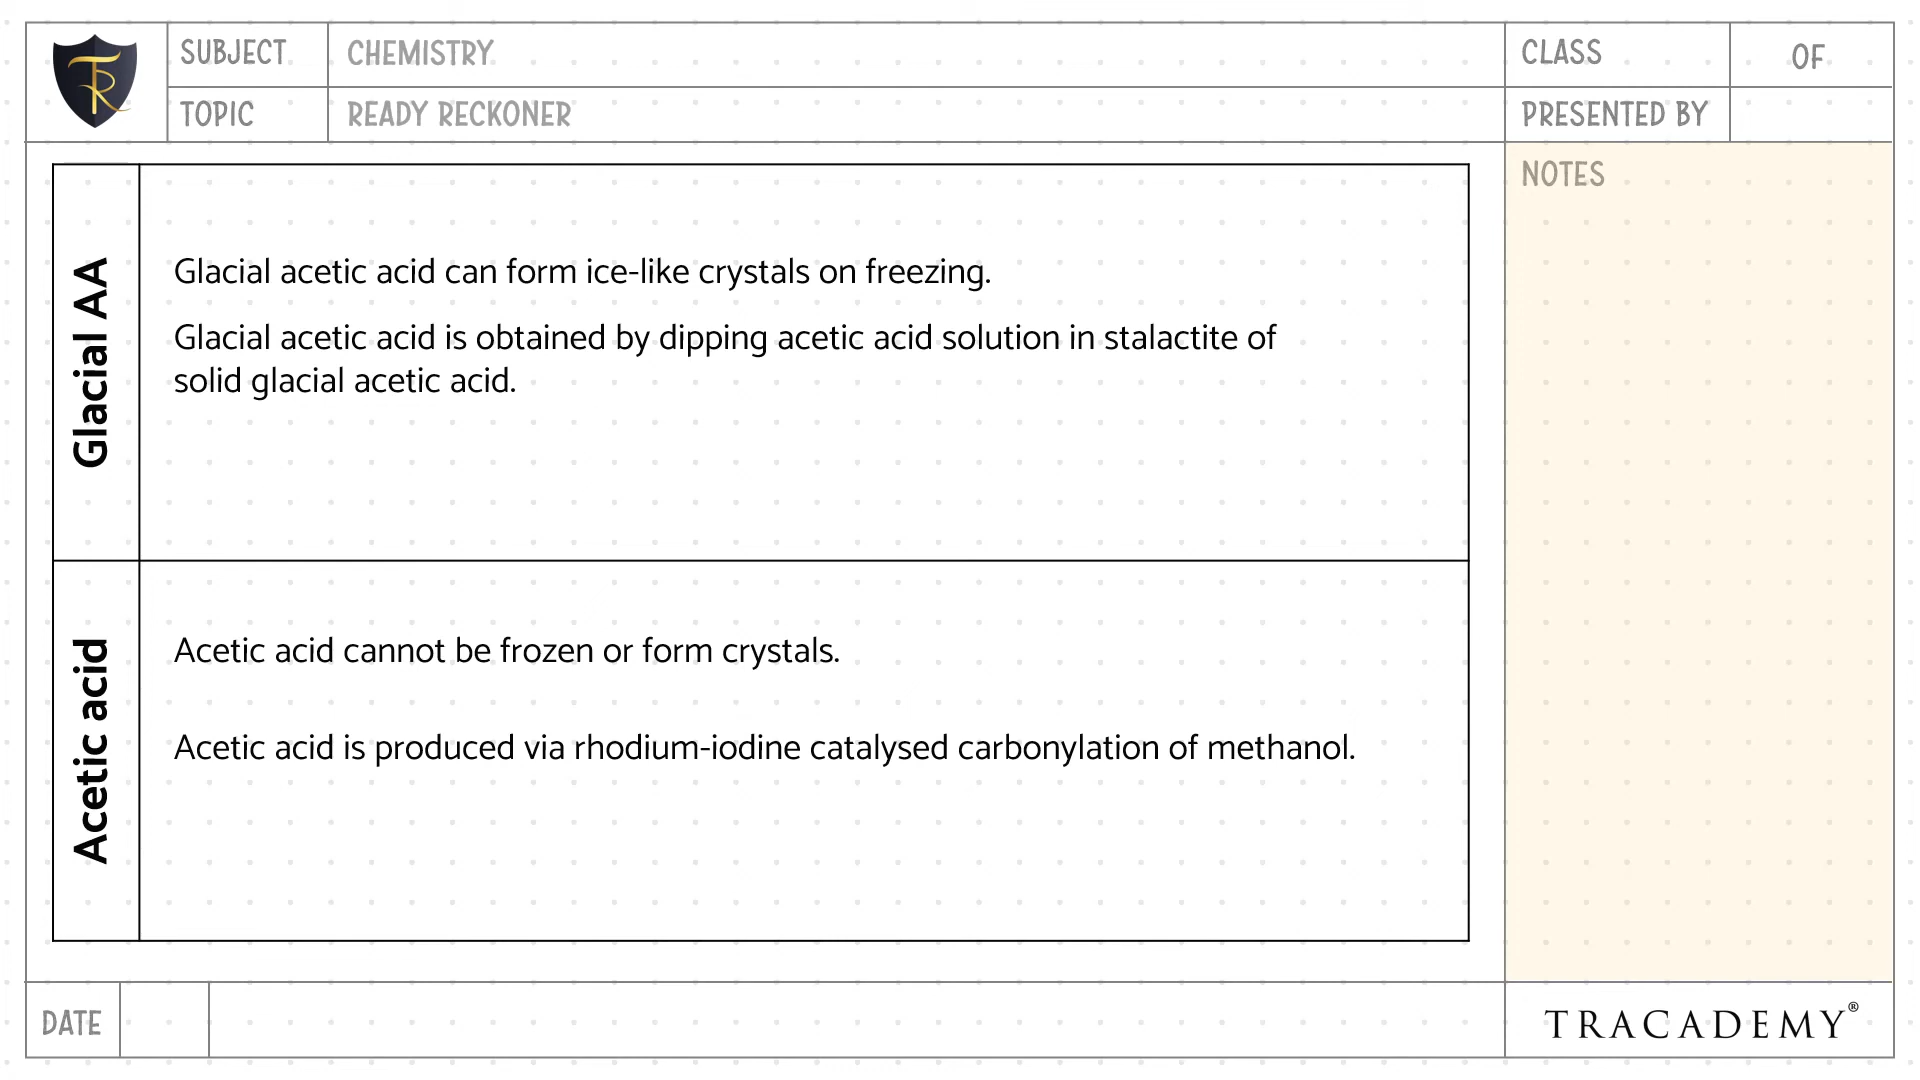 SUBJECT
CHEMISTRY
CLASS
OF
TOPIC
READY RECKONER
PRESENTED BY
NOTES
Glacial AA
Glacial acetic acid can form ice-like crystals on freezing.
Glacial acetic acid is obtained by dipping acetic acid solution in stalactite of
solid glacial acetic acid.
Acetic acid
Acetic acid cannot be frozen or form crystals.
Acetic acid is produced via rhodium-iodine catalysed carbonylation of methanol.
DATE
TRACADEMY®